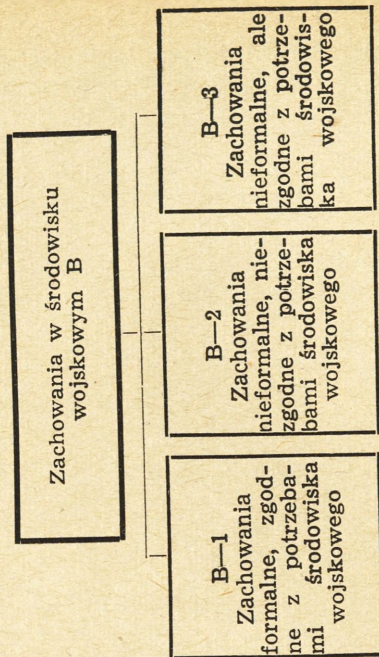 Zachowania w środowisku
wojskowym B
B—1
Zachowania
formalne, zgod-
ne z potrzeba-
mi środowiska
wojskowego
B—2
Zachowania
nieformalne, nie-
zgodne z potrze-
bami środowiska
wojskowego
B—3
Zachowania
nieformalne, ale
zgodne z potrze-
bami środowis-
ka wojskowego